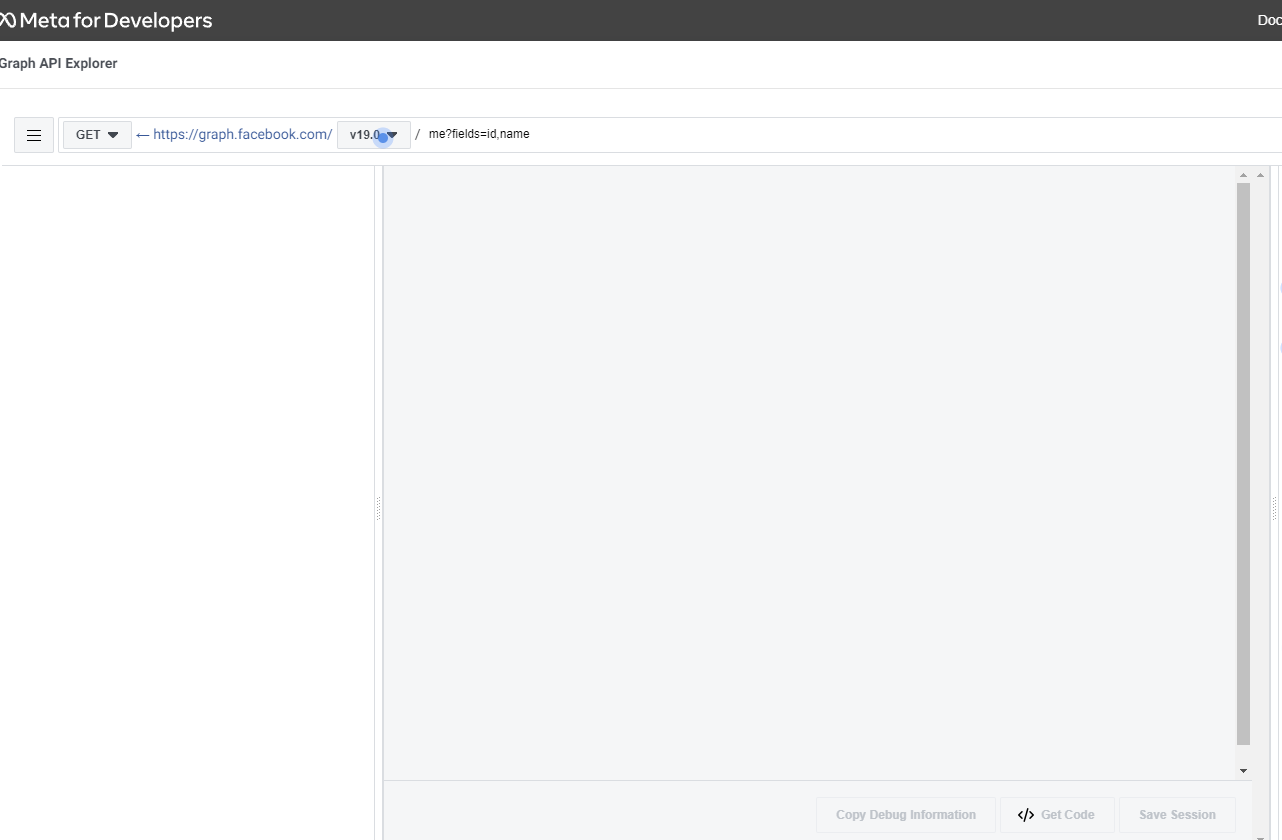 Meta for Developers
Doc
Graph API Explorer
GET ← https://graph.facebook.com/ v19.0 / me?fields=id,name
Copy Debug Information </> Get Code Save Session